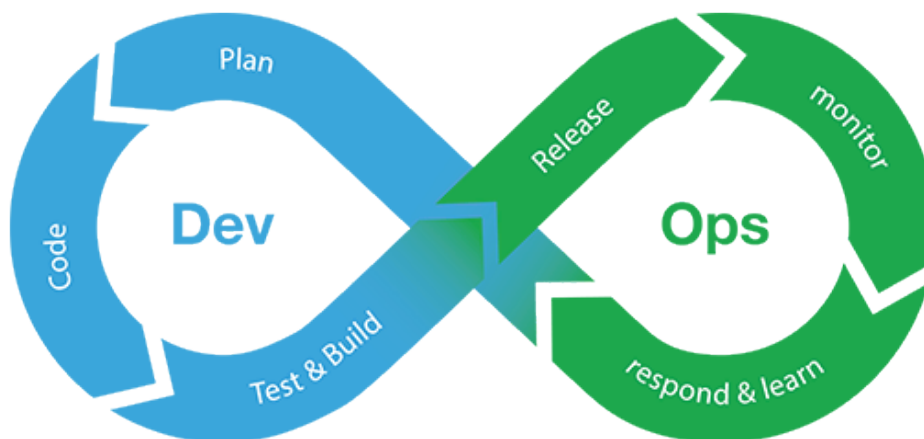 Plan
Release
monitor
Code
Dev
Ops
Test & Build
respond & learn